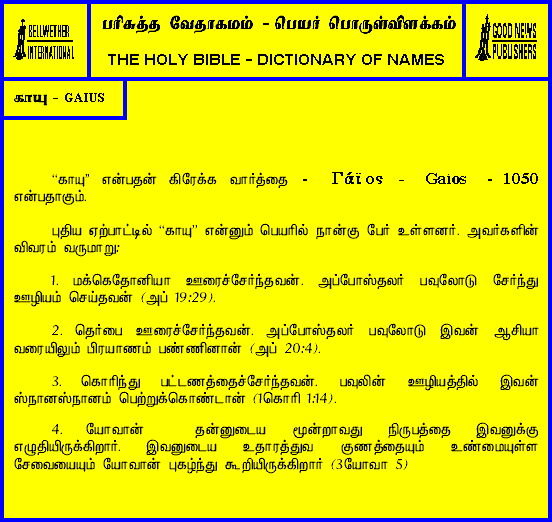 BELLWETHER
INTERNATIONAL
பரிசுத்த வேதாகமம் - பெயர் பொருள்விளக்கம்
THE HOLY BIBLE - DICTIONARY OF NAMES
GOOD NEWS
PUBLISHERS
காயு - GAIUS
“காயு” என்பதன் கிரேக்க வார்த்தை - Γάϊος - Gaios - 1050
என்பதாகும்.
புதிய ஏற்பாட்டில் “காயு” என்னும் பெயரில் நான்கு பேர் உள்ளனர். அவர்களின்
விவரம் வருமாறு:
1. மக்கெதோனியா ஊரைச்சேர்ந்தவன். அப்போஸ்தலர் பவுலோடு சேர்ந்து
ஊழியம் செய்தவன் (அப் 19:29).
2. தெர்பை ஊரைச்சேர்ந்தவன். அப்போஸ்தலர் பவுலோடு இவன் ஆசியா
வரையிலும் பிரயாணம் பண்ணினான் (அப் 20:4).
3. கொரிந்து பட்டணத்தைச்சேர்ந்தவன். பவுலின் ஊழியத்தில் இவன்
ஸ்நானஸ்நானம் பெற்றுக்கொண்டான் (1கொரி 1:14).
4. யோவான் தன்னுடைய மூன்றாவது நிருபத்தை இவனுக்கு
எழுதியிருக்கிறார். இவனுடைய உதாரத்துவ குணத்தையும் உண்மையுள்ள
சேவையையும் யோவான் புகழ்ந்து கூறியிருக்கிறார் (3யோவா 5)